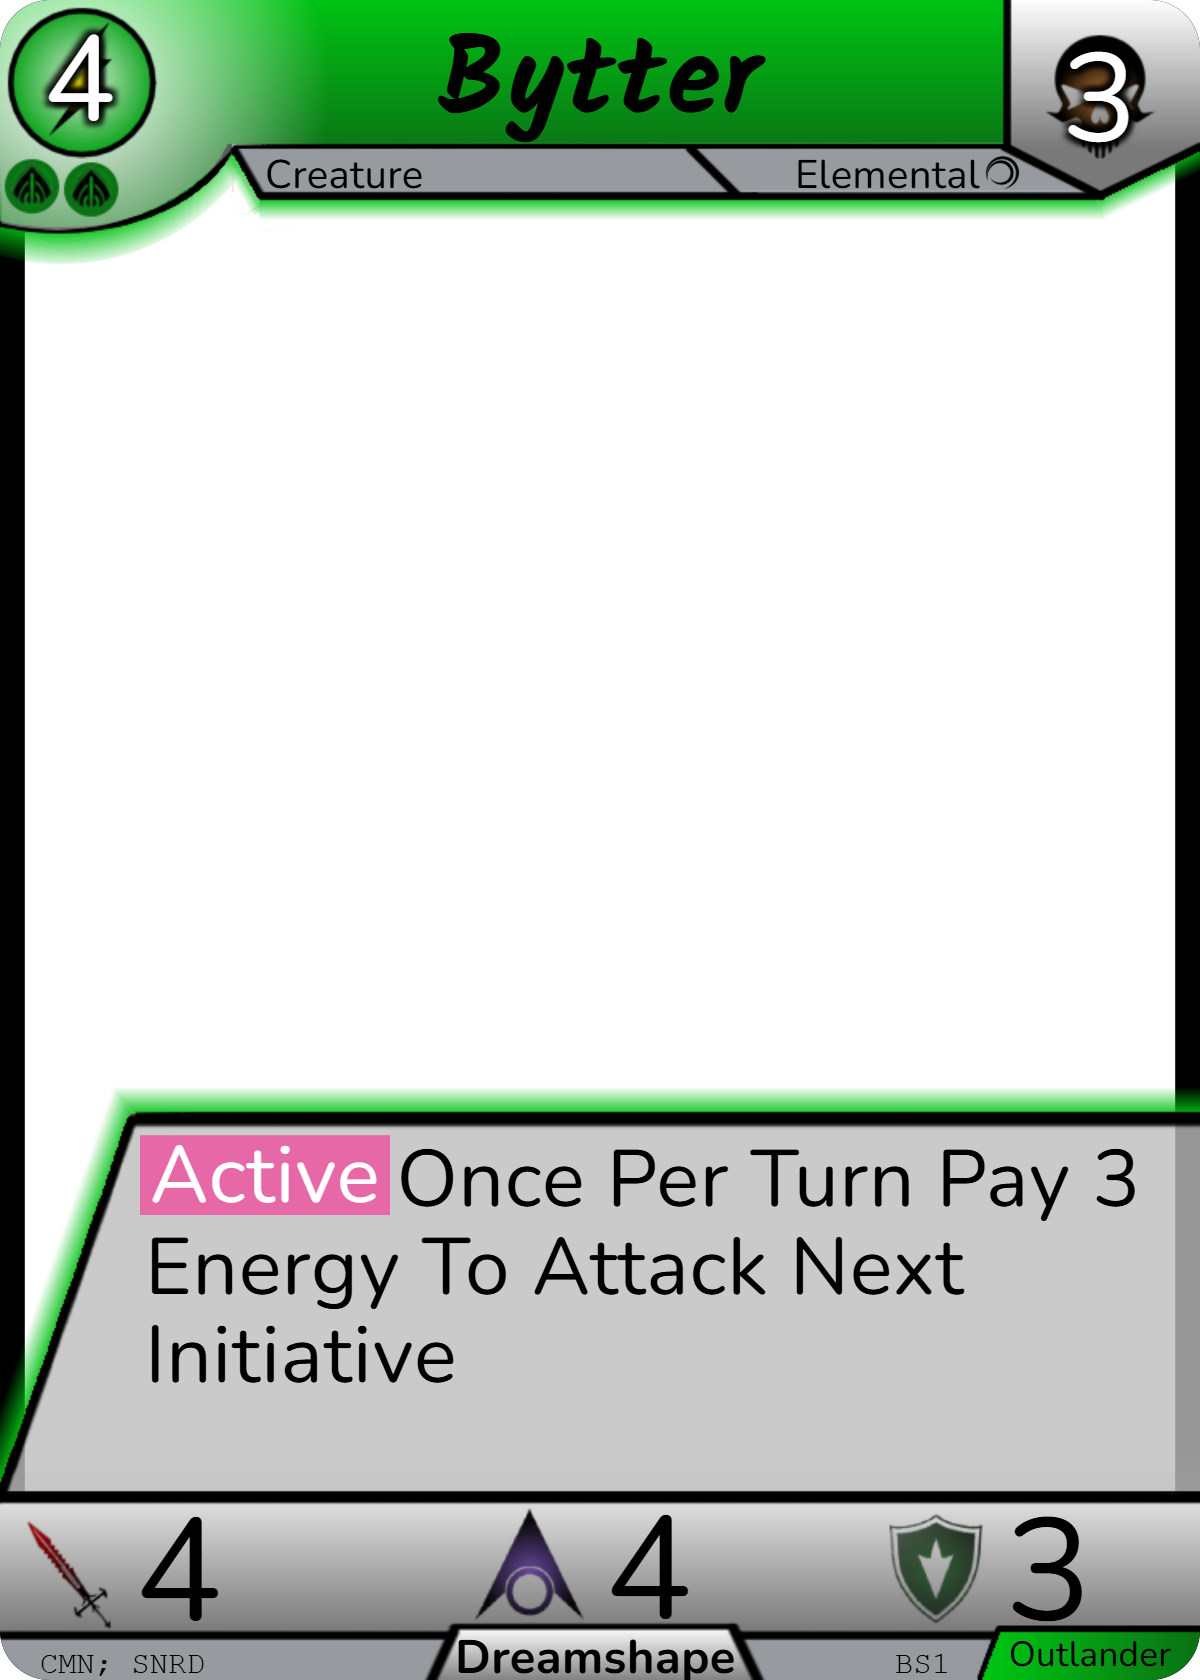 4
Bytter
3
Creature
Elemental
Active Once Per Turn Pay 3
Energy To Attack Next
Initiative
4
4
3
CMN; SNRD
Dreamshape
BS1
Outlander